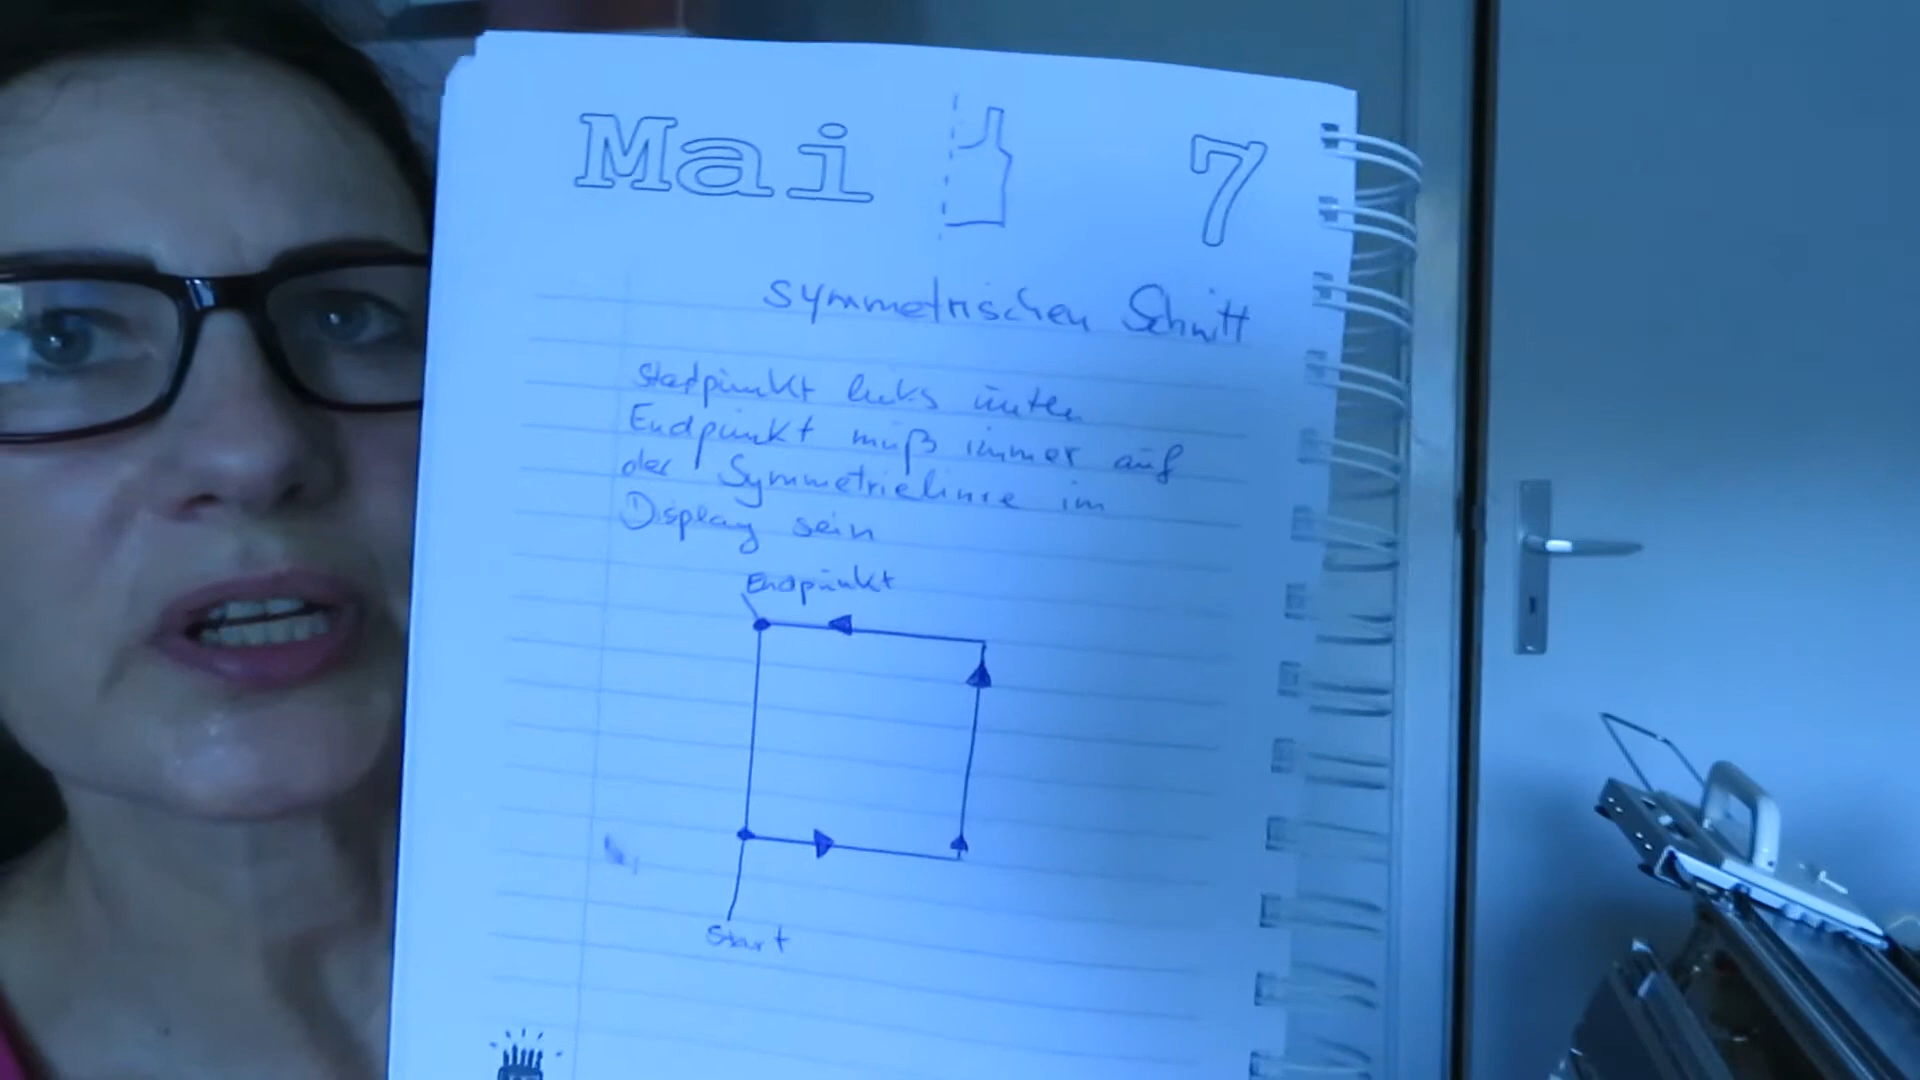 Mai 7
symmetrischen Schnitt
Startpunkt links unten
Endpunkt muß immer auf
der Symmetrielinie im
Display sein
Endpunkt
Start